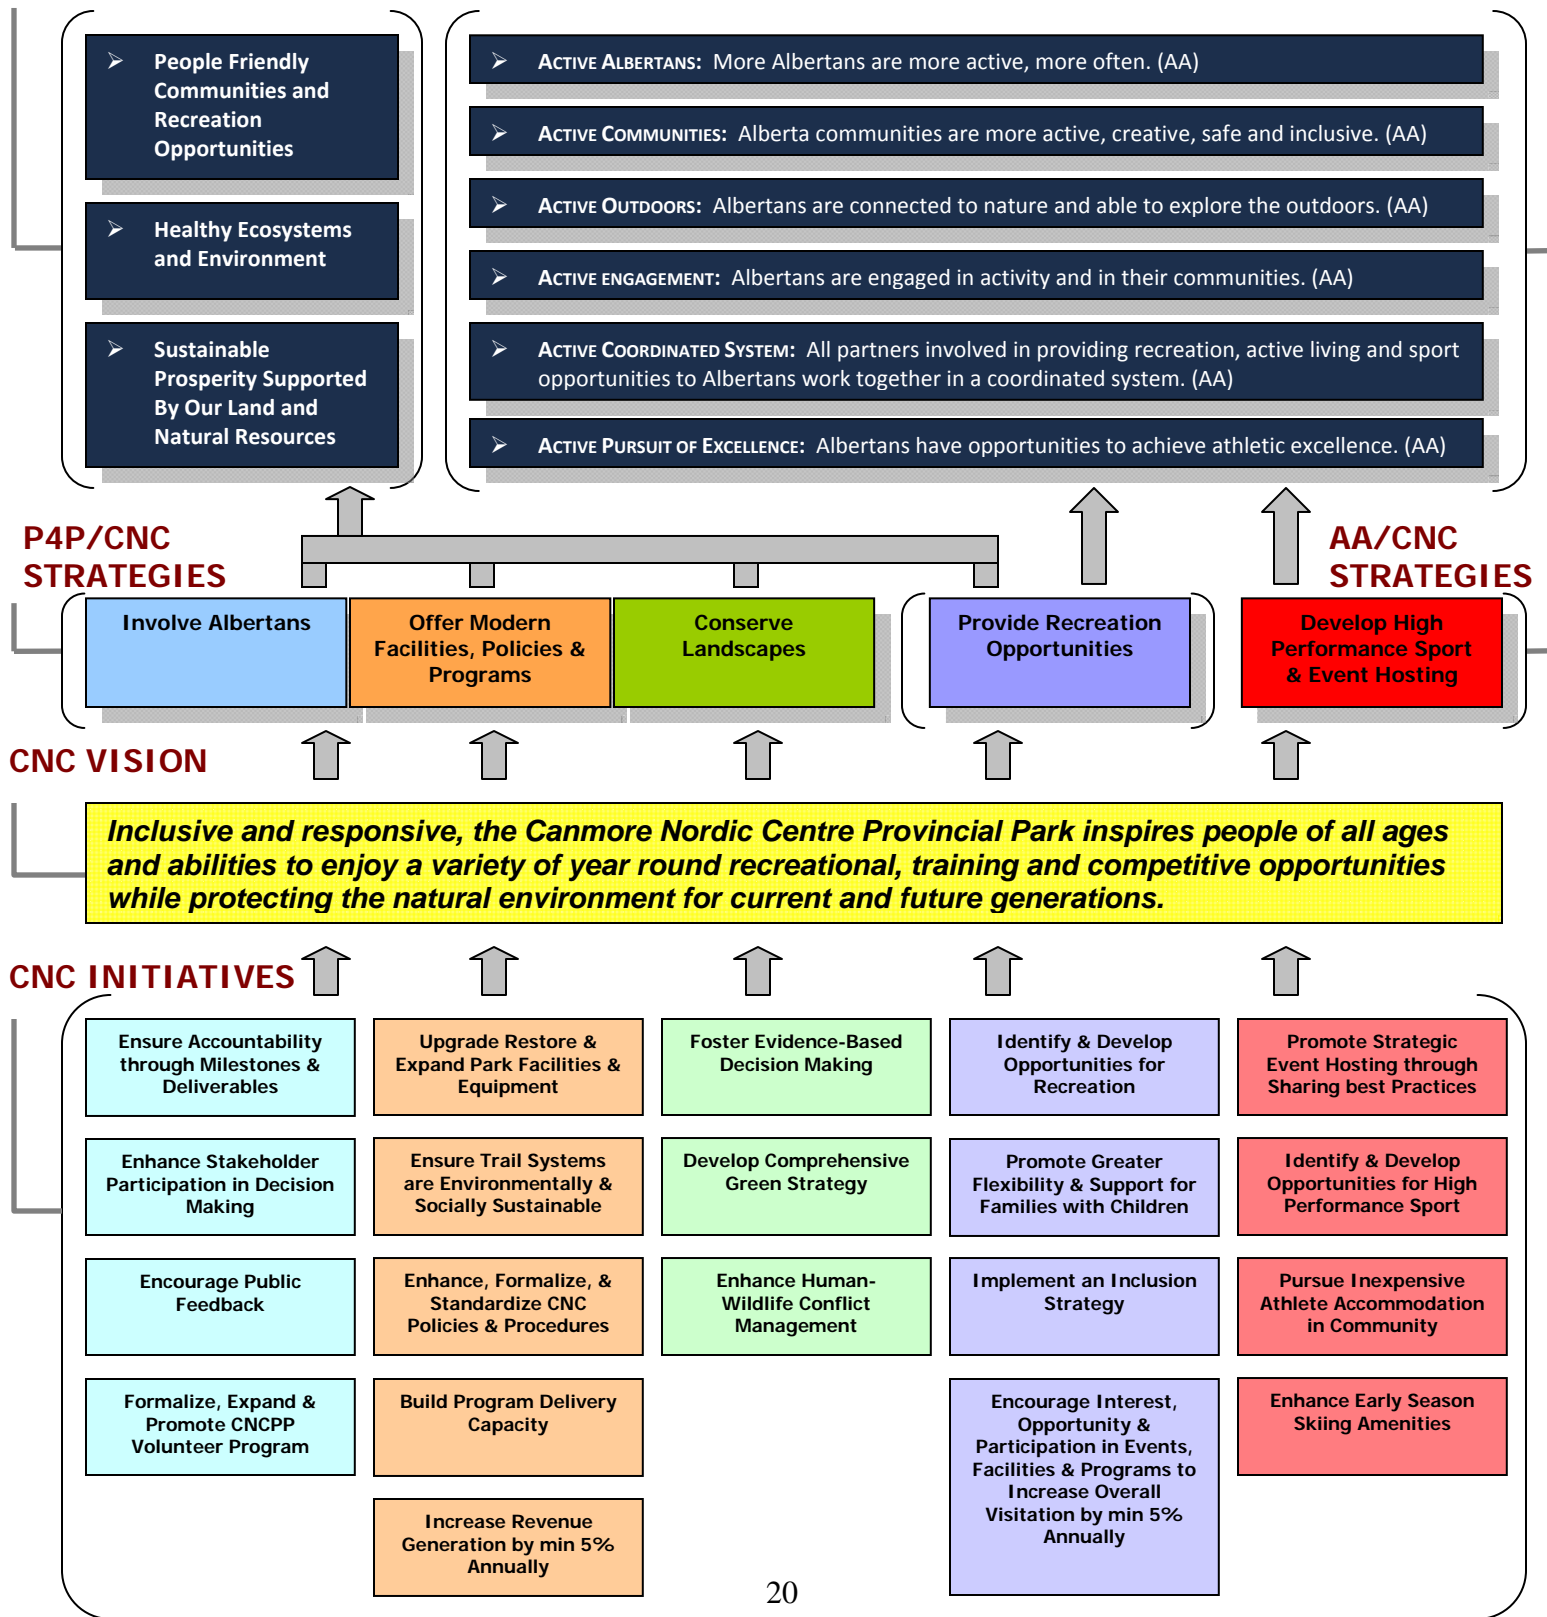 ➢ People Friendly
Communities and
Recreation
Opportunities
➢ Healthy Ecosystems
and Environment
➢ Sustainable
Prosperity Supported
By Our Land and
Natural Resources
➢ ACTIVE ALBERTANS: More Albertans are more active, more often. (AA)
➢ ACTIVE COMMUNITIES: Alberta communities are more active, creative, safe and inclusive. (AA)
➢ ACTIVE OUTDOORS: Albertans are connected to nature and able to explore the outdoors. (AA)
➢ ACTIVE ENGAGEMENT: Albertans are engaged in activity and in their communities. (AA)
➢ ACTIVE COORDINATED SYSTEM: All partners involved in providing recreation, active living and sport
opportunities to Albertans work together in a coordinated system. (AA)
➢ ACTIVE PURSUIT OF EXCELLENCE: Albertans have opportunities to achieve athletic excellence. (AA)
P4P/CNC
STRATEGIES
AA/CNC
STRATEGIES
Involve Albertans
Offer Modern
Facilities, Policies &
Programs
Conserve
Landscapes
Provide Recreation
Opportunities
Develop High
Performance Sport
& Event Hosting
CNC VISION
Inclusive and responsive, the Canmore Nordic Centre Provincial Park inspires people of all ages
and abilities to enjoy a variety of year round recreational, training and competitive opportunities
while protecting the natural environment for current and future generations.
CNC INITIATIVES
Ensure Accountability
through Milestones &
Deliverables
Enhance Stakeholder
Participation in Decision
Making
Encourage Public
Feedback
Formalize, Expand &
Promote CNCPP
Volunteer Program
Upgrade Restore &
Expand Park Facilities &
Equipment
Ensure Trail Systems
are Environmentally &
Socially Sustainable
Enhance, Formalize, &
Standardize CNC
Policies & Procedures
Build Program Delivery
Capacity
Increase Revenue
Generation by min 5%
Annually
Foster Evidence-Based
Decision Making
Develop Comprehensive
Green Strategy
Enhance Human-
Wildlife Conflict
Management
Identify & Develop
Opportunities for
Recreation
Promote Greater
Flexibility & Support for
Families with Children
Implement an Inclusion
Strategy
Encourage Interest,
Opportunity &
Participation in Events,
Facilities & Programs to
Increase Overall
Visitation by min 5%
Annually
Promote Strategic
Event Hosting through
Sharing best Practices
Identify & Develop
Opportunities for High
Performance Sport
Pursue Inexpensive
Athlete Accommodation
in Community
Enhance Early Season
Skiing Amenities
20